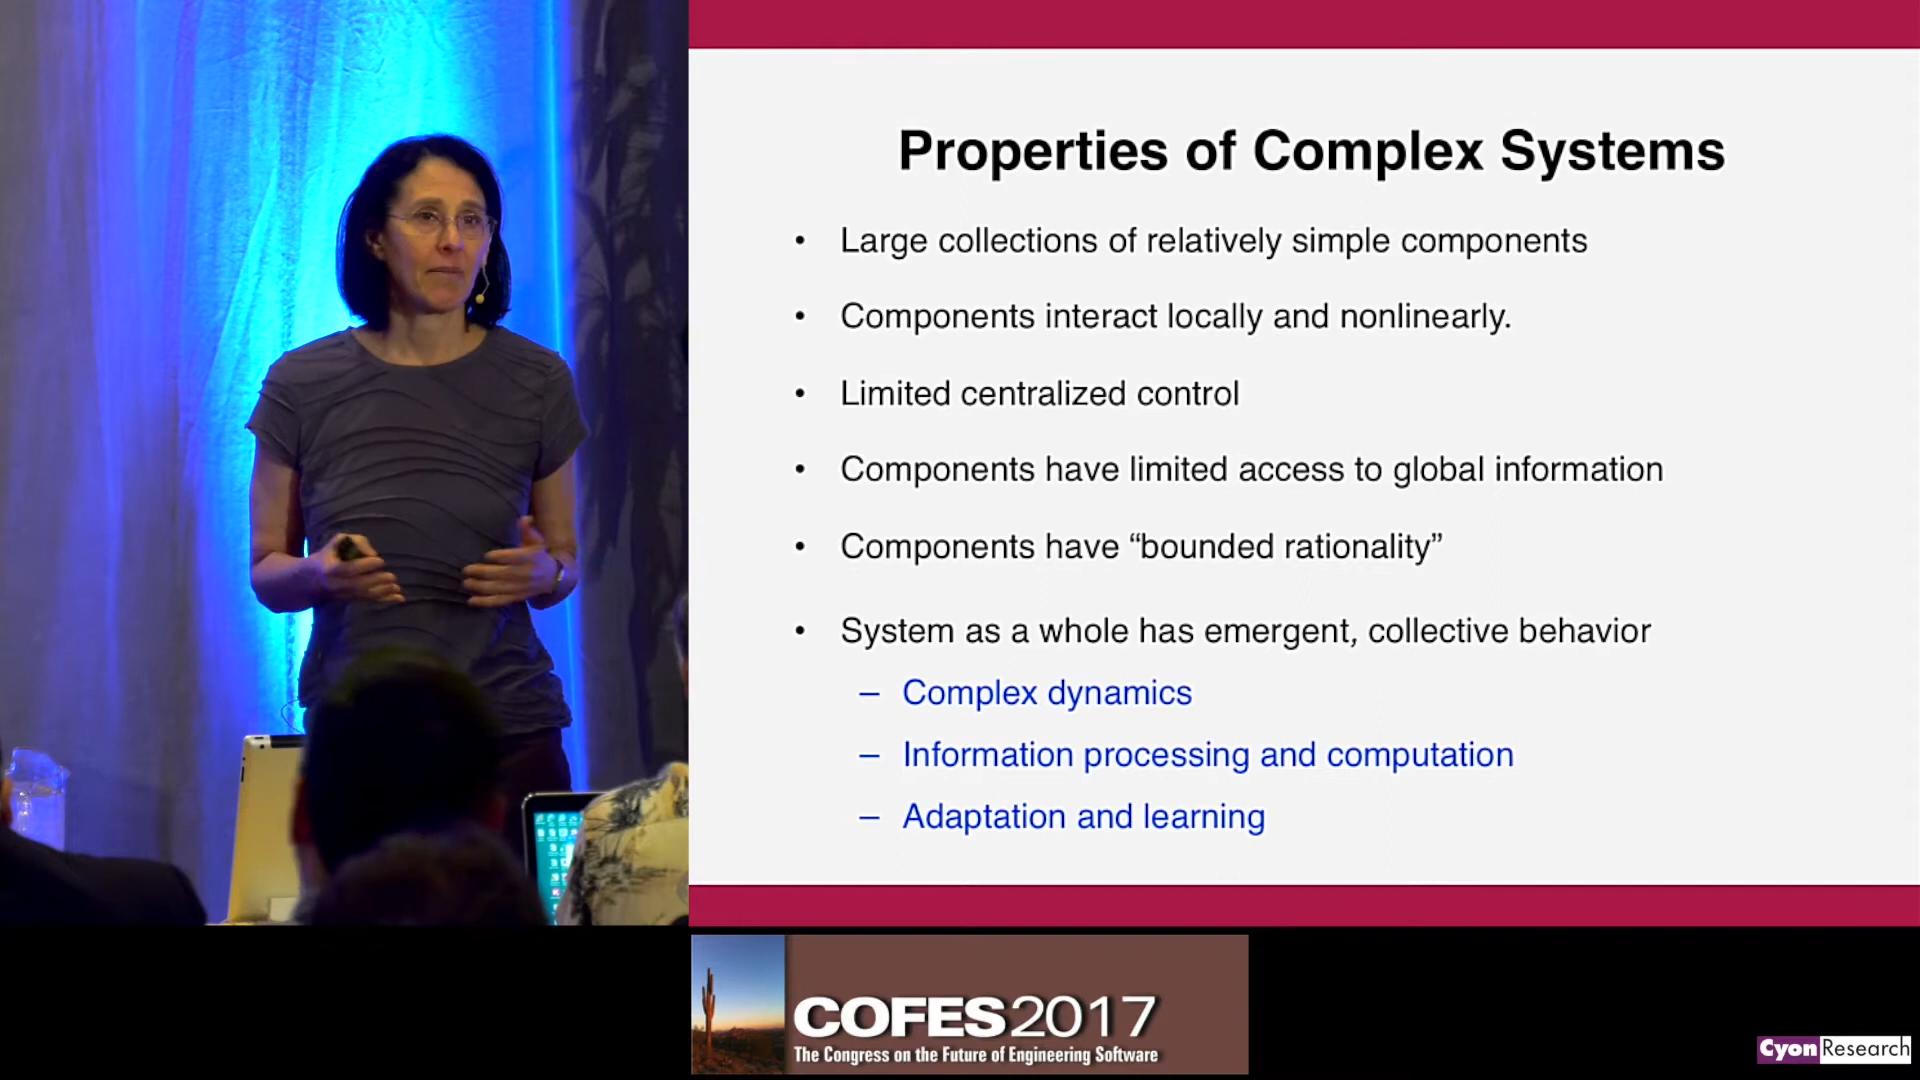 Properties of Complex Systems
• Large collections of relatively simple components
• Components interact locally and nonlinearly.
• Limited centralized control
• Components have limited access to global information
• Components have “bounded rationality”
• System as a whole has emergent, collective behavior
– Complex dynamics
– Information processing and computation
– Adaptation and learning
COFES2017
The Congress on the Future of Engineering Software
CyonResearch